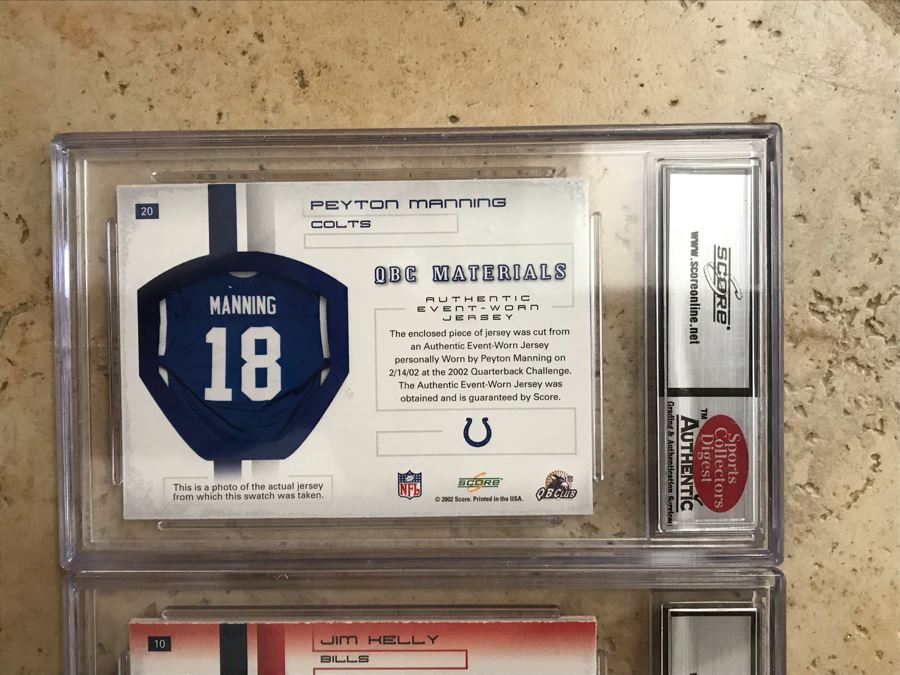 20
PEYTON MANNING
COLTS
QBC MATERIALS
AUTHENTIC
EVENT-WORN
JERSEY
The enclosed piece of jersey was cut from
an Authentic Event-Worn Jersey
personally Worn by Peyton Manning on
2/14/02 at the 2002 Quarterback Challenge.
The Authentic Event-Worn Jersey was
obtained and is guaranteed by Score.
MANNING
18
This is a photo of the actual jersey
from which this swatch was taken.
NFL
SCORE
QB CLUB
© 2002 Score. Printed in the USA.
SCORE
www.scoreonline.net
Sports
Collectors
Digest
™
AUTHENTIC
Grading & Authentication Service
10
JIM KELLY
BILLS